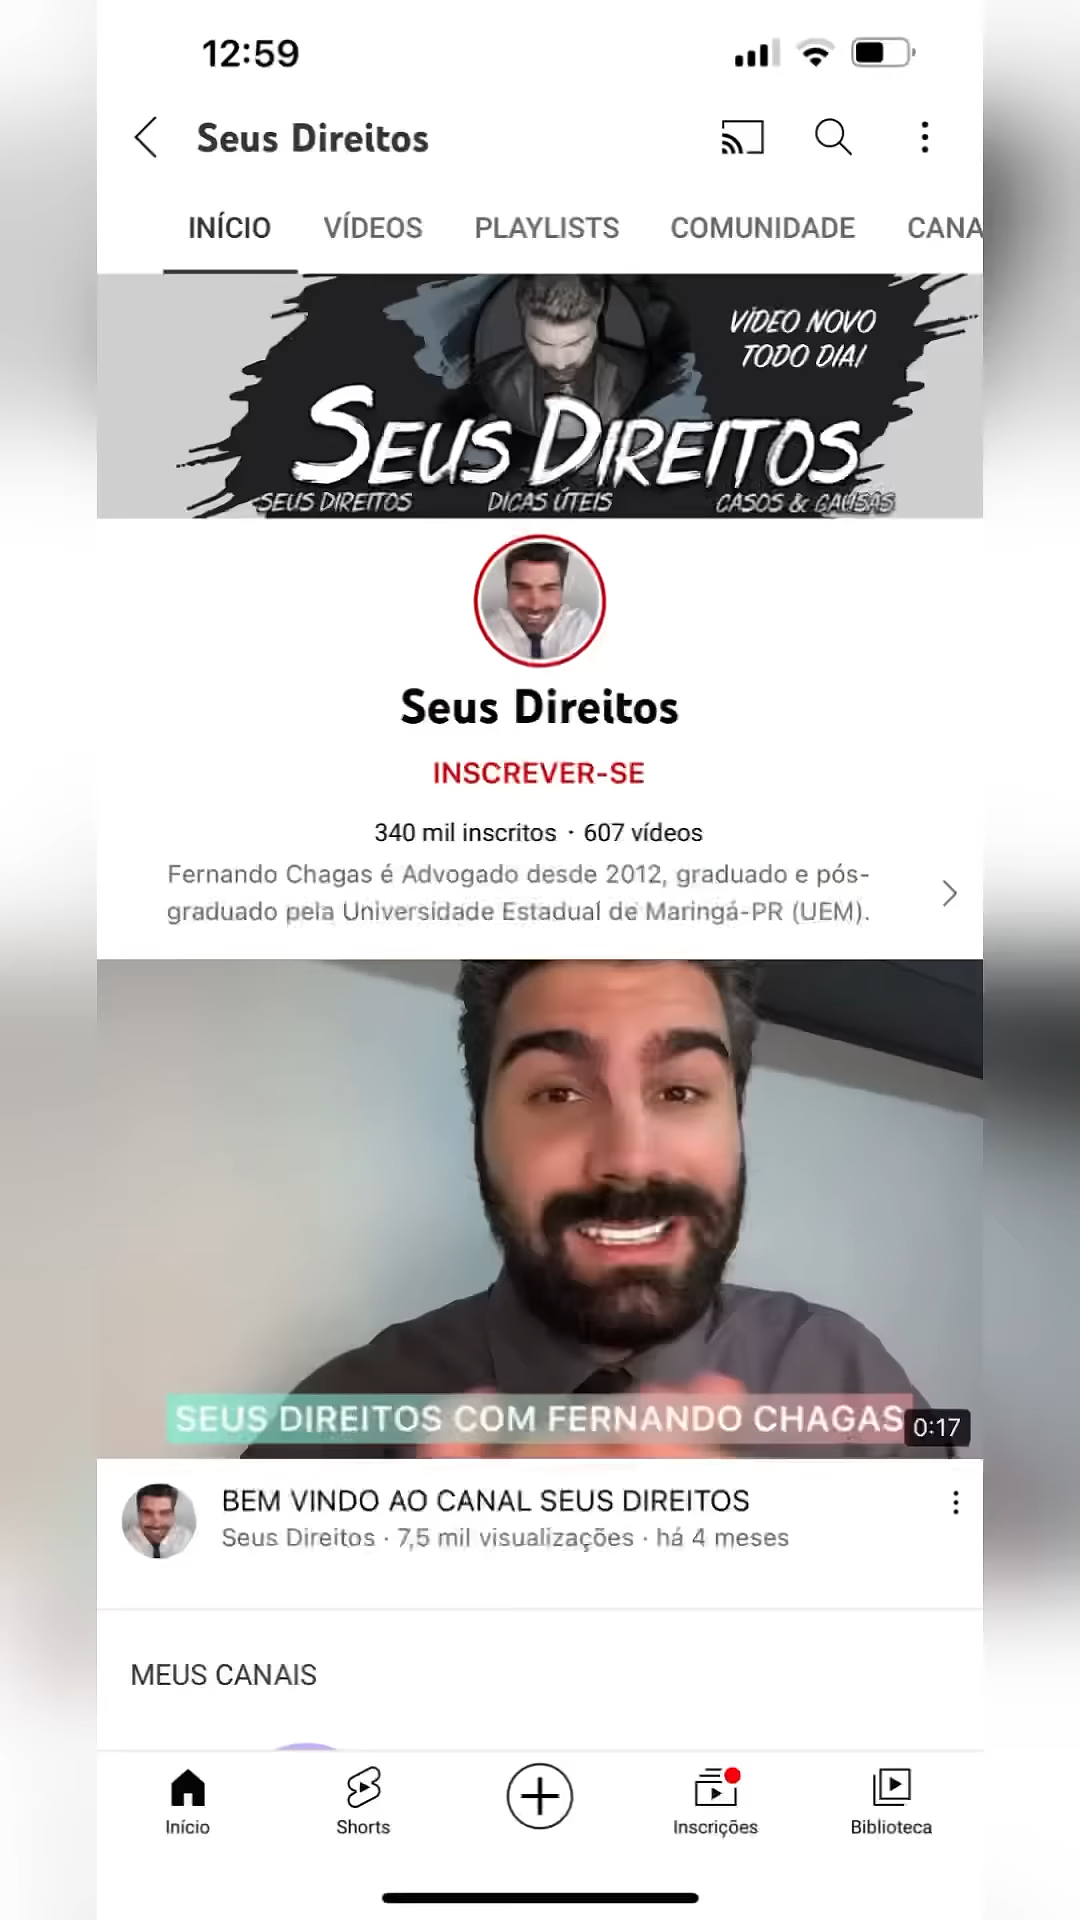 12:59
Seus Direitos
INÍCIO VÍDEOS PLAYLISTS COMUNIDADE CANA
VÍDEO NOVO
TODO DIA!
SEUS DIREITOS
SEUS DIREITOS DICAS ÚTEIS CASOS & CAUSAS
Seus Direitos
INSCREVER-SE
340 mil inscritos · 607 vídeos
Fernando Chagas é Advogado desde 2012, graduado e pós-
graduado pela Universidade Estadual de Maringá-PR (UEM).
SEUS DIREITOS COM FERNANDO CHAGAS
0:17
BEM VINDO AO CANAL SEUS DIREITOS
Seus Direitos · 7,5 mil visualizações · há 4 meses
MEUS CANAIS
Início Shorts Inscrições Biblioteca